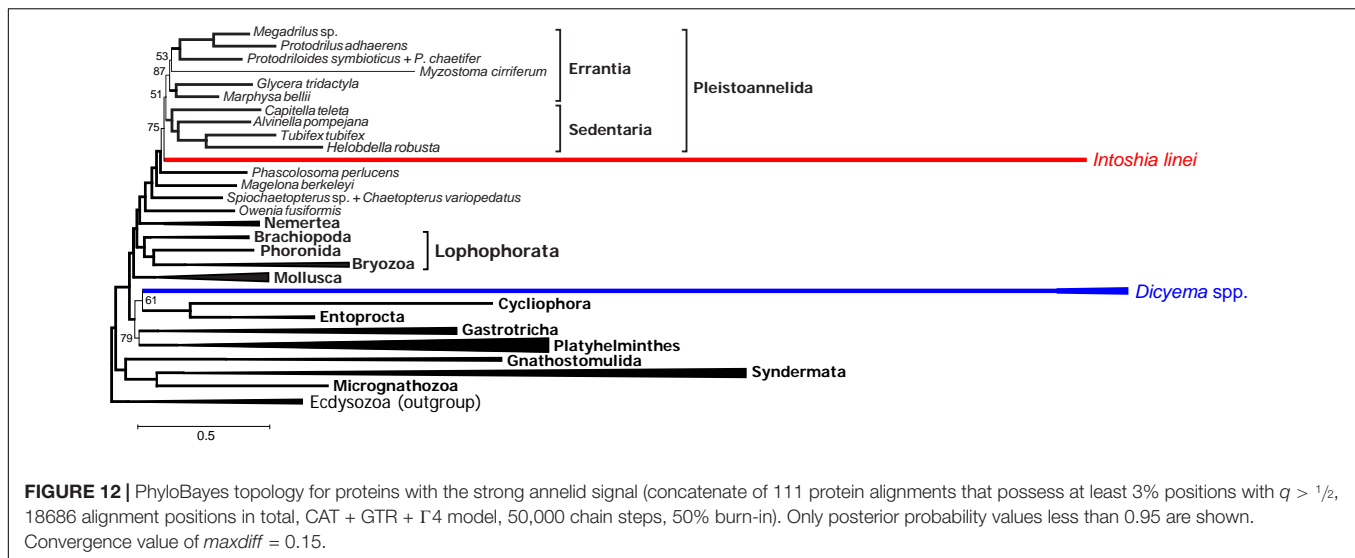 Megadrilus sp.
Protodrilus adhaerens
53
Protodriloides symbioticus + P. chaetifer
Errantia
87
Myzostoma cirriferum
Glycera tridactyla
Pleistoannelida
51
Marphysa bellii
Capitella teleta
Alvinella pompejana
75
Sedentaria
Tubifex tubifex
Helobdella robusta
Intoshia linei
Phascolosoma perlucens
Magelona berkeleyi
Spiochaetopterus sp. + Chaetopterus variopedatus
Owenia fusiformis
Nemertea
Brachiopoda
Phoronida
Lophophorata
Bryozoa
Mollusca
Dicyema spp.
61
Cycliophora
Entoprocta
Gastrotricha
79
Platyhelminthes
Gnathostomulida
Syndermata
Micrognathozoa
Ecdysozoa (outgroup)
0.5
FIGURE 12 | PhyloBayes topology for proteins with the strong annelid signal (concatenate of 111 protein alignments that possess at least 3% positions with q > 1/2,
18686 alignment positions in total, CAT + GTR + Γ4 model, 50,000 chain steps, 50% burn-in). Only posterior probability values less than 0.95 are shown.
Convergence value of maxdiff = 0.15.